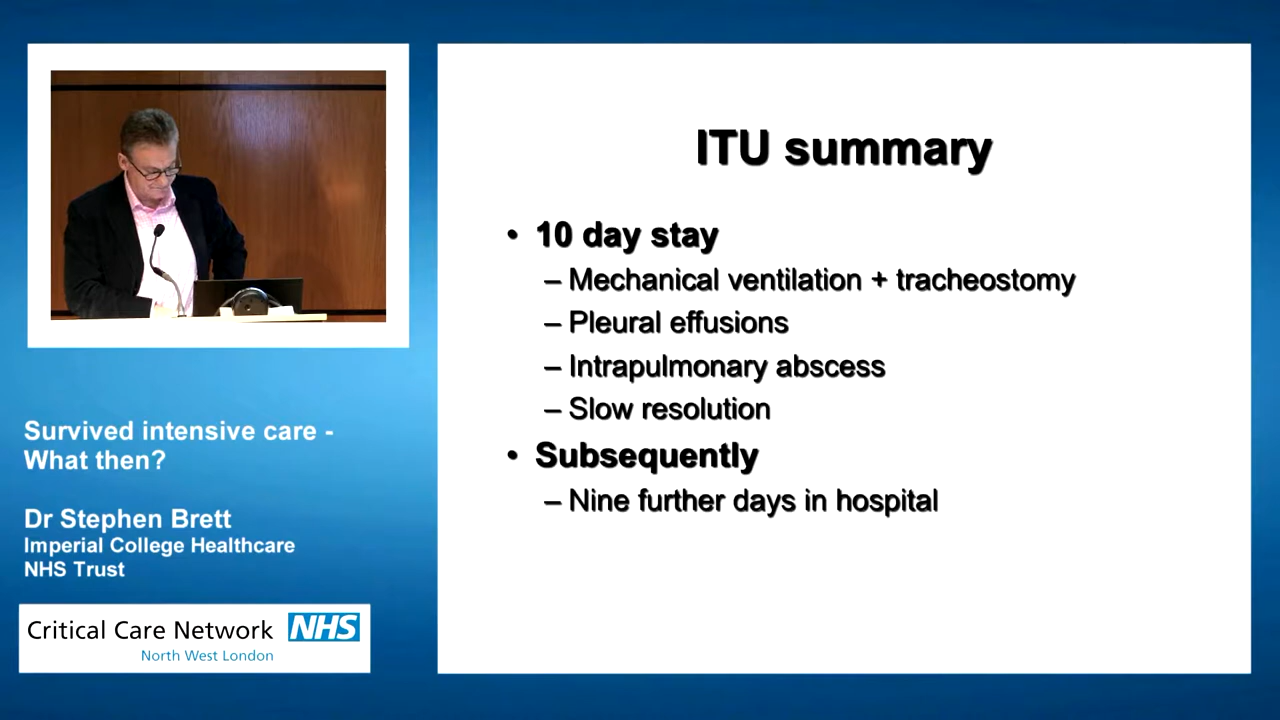 ITU summary
• 10 day stay
– Mechanical ventilation + tracheostomy
– Pleural effusions
– Intrapulmonary abscess
– Slow resolution
• Subsequently
– Nine further days in hospital
Survived intensive care -
What then?
Dr Stephen Brett
Imperial College Healthcare
NHS Trust
Critical Care Network NHS
North West London